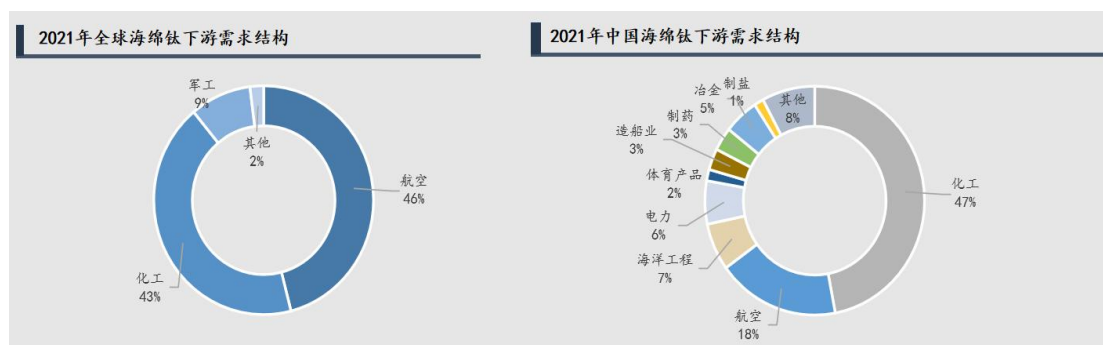 2021年全球海绵钛下游需求结构
军工
9%
其他
2%
航空
46%
化工
43%
2021年中国海绵钛下游需求结构
制盐
1%
冶金
5%
其他
8%
制药
3%
造船业
3%
体育产品
2%
电力
6%
海洋工程
7%
航空
18%
化工
47%